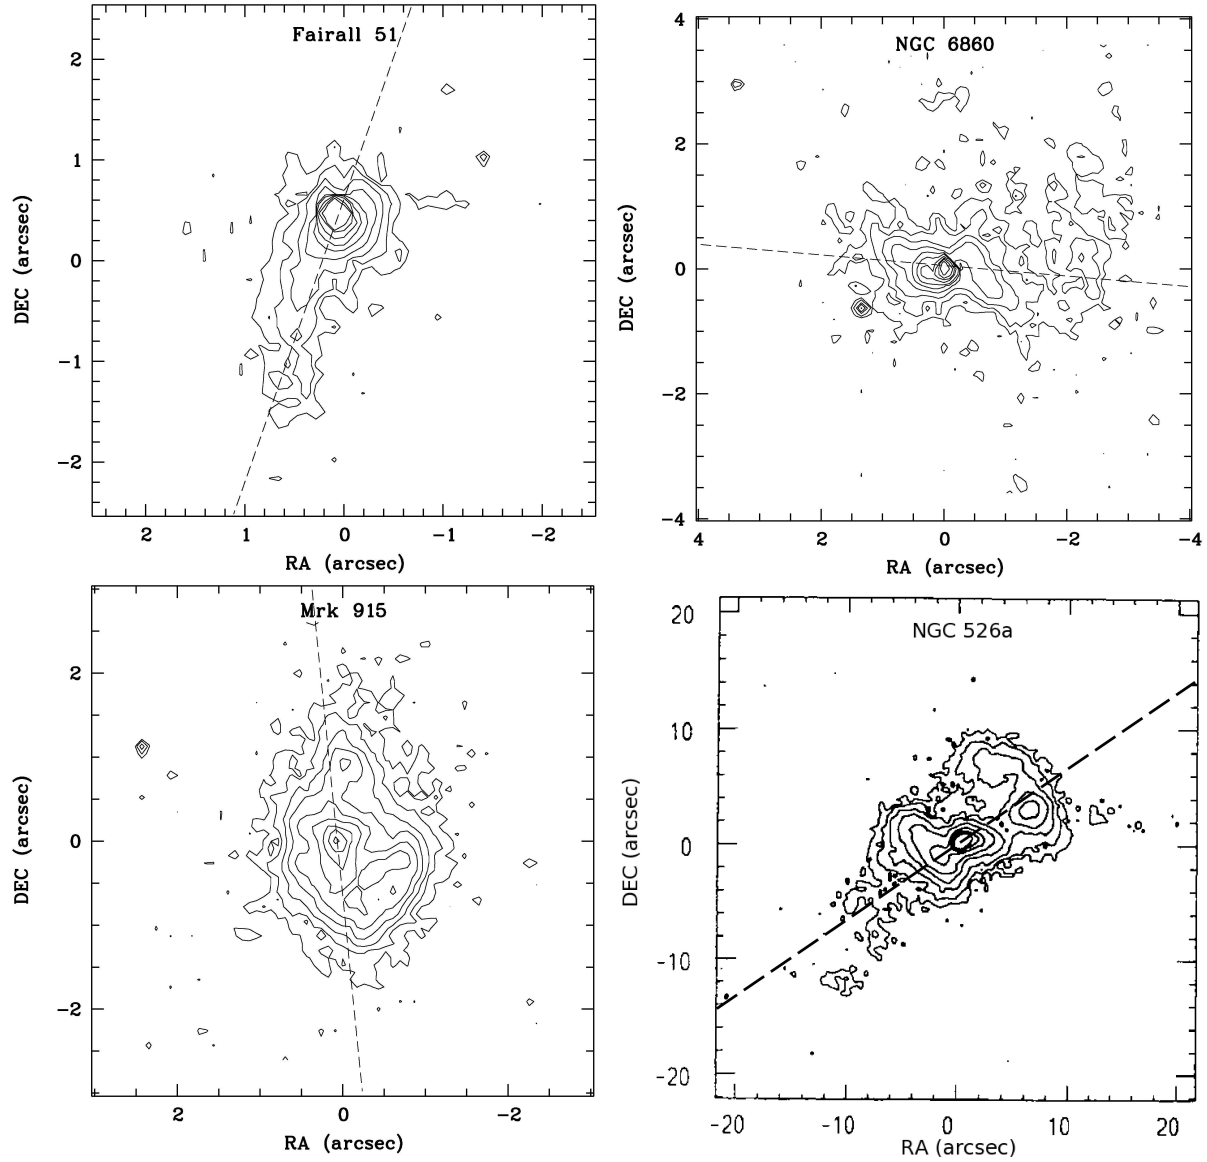 Fairall 51
2
1
0
−1
−2
DEC (arcsec)
2 1 0 −1 −2
RA (arcsec)
NGC 6860
4
2
0
−2
−4
DEC (arcsec)
4 2 0 −2 −4
RA (arcsec)
Mrk 915
2
0
−2
DEC (arcsec)
2 0 −2
RA (arcsec)
NGC 526a
20
10
0
-10
-20
DEC (arcsec)
-20 -10 0 10 20
RA (arcsec)